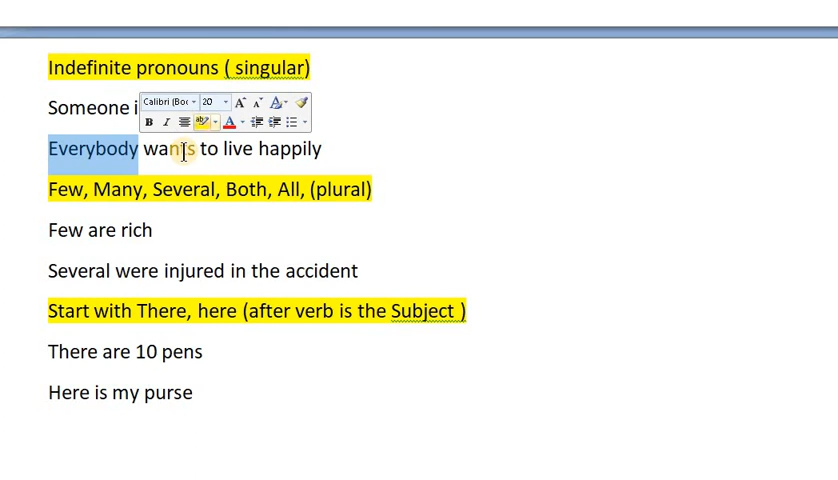 Indefinite pronouns ( singular)
Someone i
Calibri (Boc 20
Everybody wants to live happily
Few, Many, Several, Both, All, (plural)
Few are rich
Several were injured in the accident
Start with There, here (after verb is the Subject )
There are 10 pens
Here is my purse